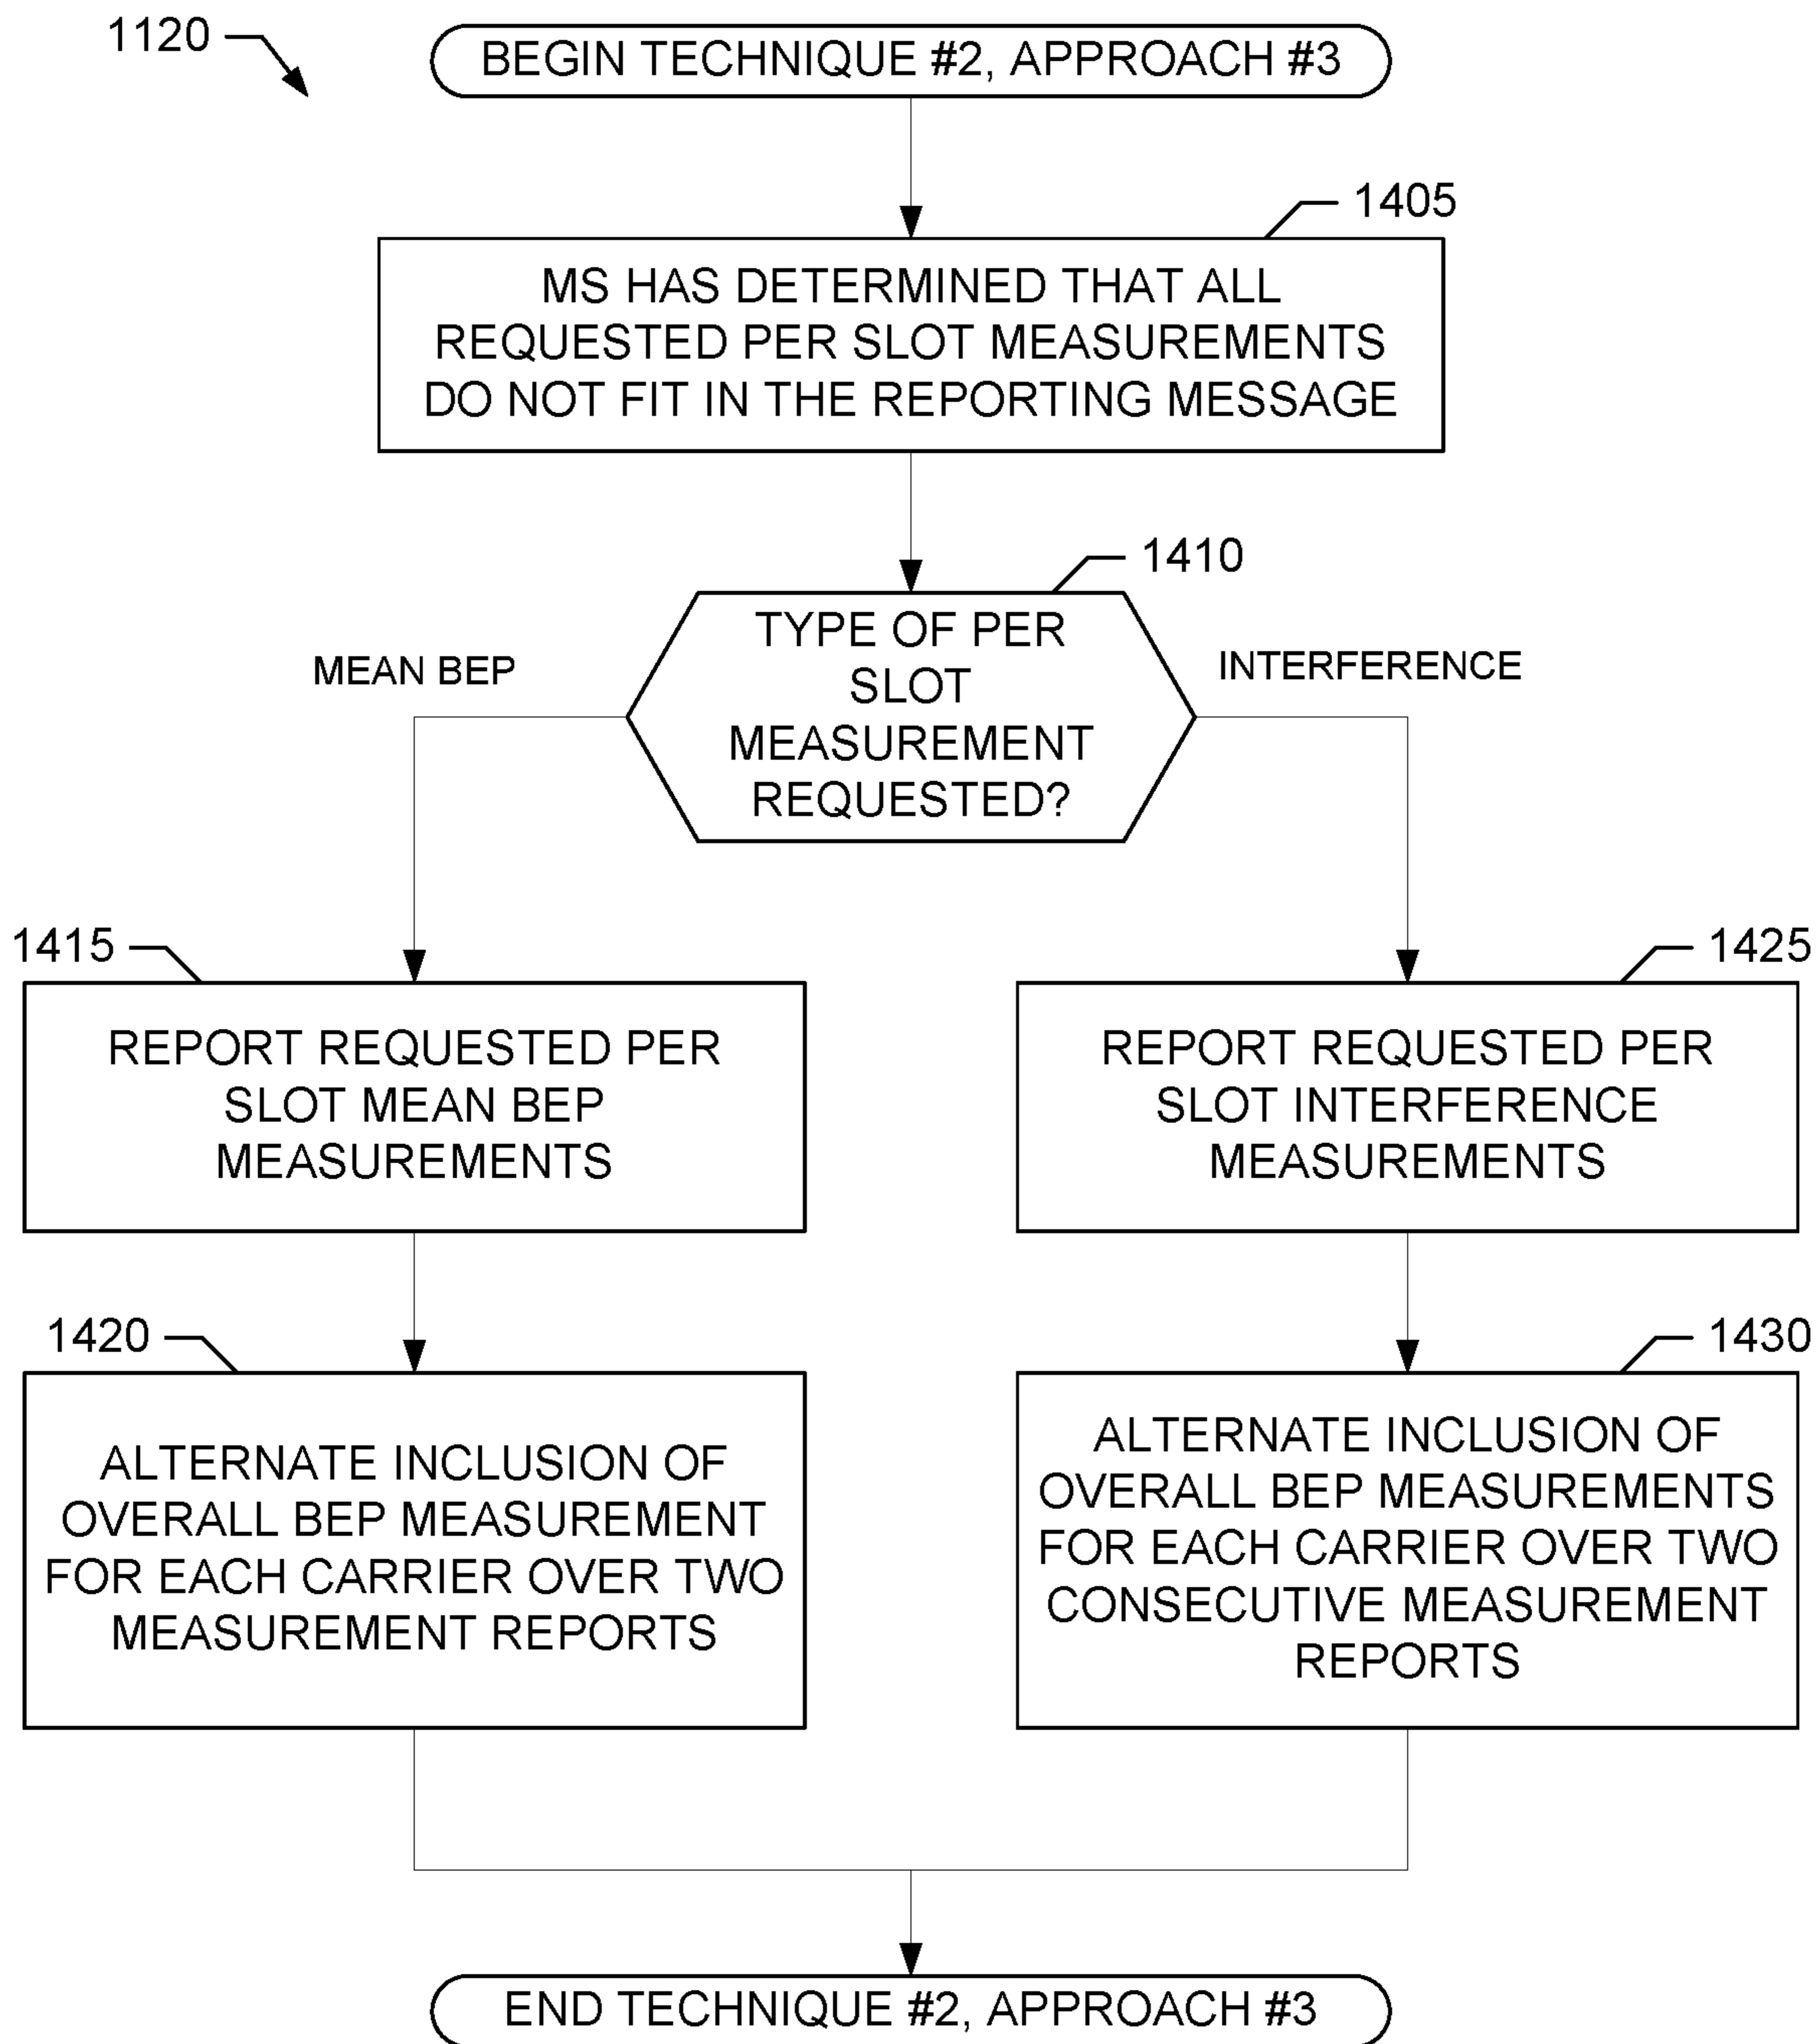 1120
BEGIN TECHNIQUE #2, APPROACH #3
1405
MS HAS DETERMINED THAT ALL
REQUESTED PER SLOT MEASUREMENTS
DO NOT FIT IN THE REPORTING MESSAGE
1410
TYPE OF PER
SLOT
MEASUREMENT
REQUESTED?
MEAN BEP
INTERFERENCE
1415
REPORT REQUESTED PER
SLOT MEAN BEP
MEASUREMENTS
1425
REPORT REQUESTED PER
SLOT INTERFERENCE
MEASUREMENTS
1420
ALTERNATE INCLUSION OF
OVERALL BEP MEASUREMENT
FOR EACH CARRIER OVER TWO
MEASUREMENT REPORTS
1430
ALTERNATE INCLUSION OF
OVERALL BEP MEASUREMENTS
FOR EACH CARRIER OVER TWO
CONSECUTIVE MEASUREMENT
REPORTS
END TECHNIQUE #2, APPROACH #3